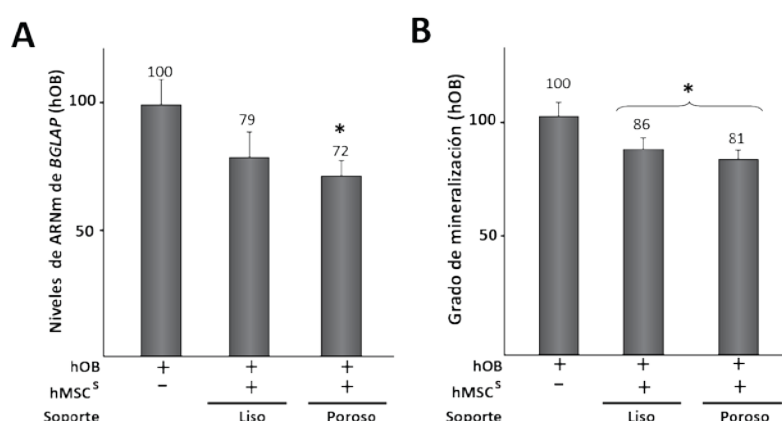 A
Niveles de ARNm de BGLAP (hOB)
100
50
100
79
*
72
hOB + + +
hMSC^S – + +
Soporte Liso Poroso
B
Grado de mineralización (hOB)
100
50
100
*
86
81
hOB + + +
hMSC^S – + +
Soporte Liso Poroso